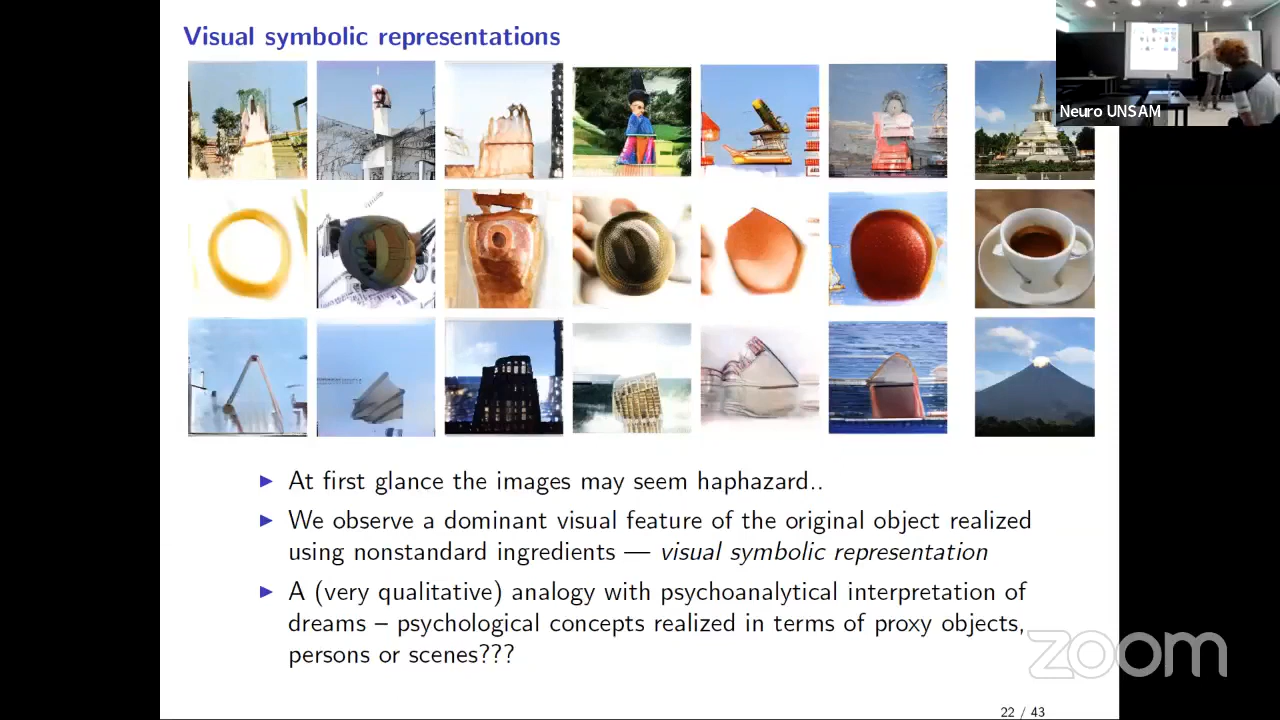 Visual symbolic representations
Neuro UNSAM
► At first glance the images may seem haphazard..
► We observe a dominant visual feature of the original object realized
using nonstandard ingredients — visual symbolic representation
► A (very qualitative) analogy with psychoanalytical interpretation of
dreams – psychological concepts realized in terms of proxy objects,
persons or scenes???
zoom
22 / 43